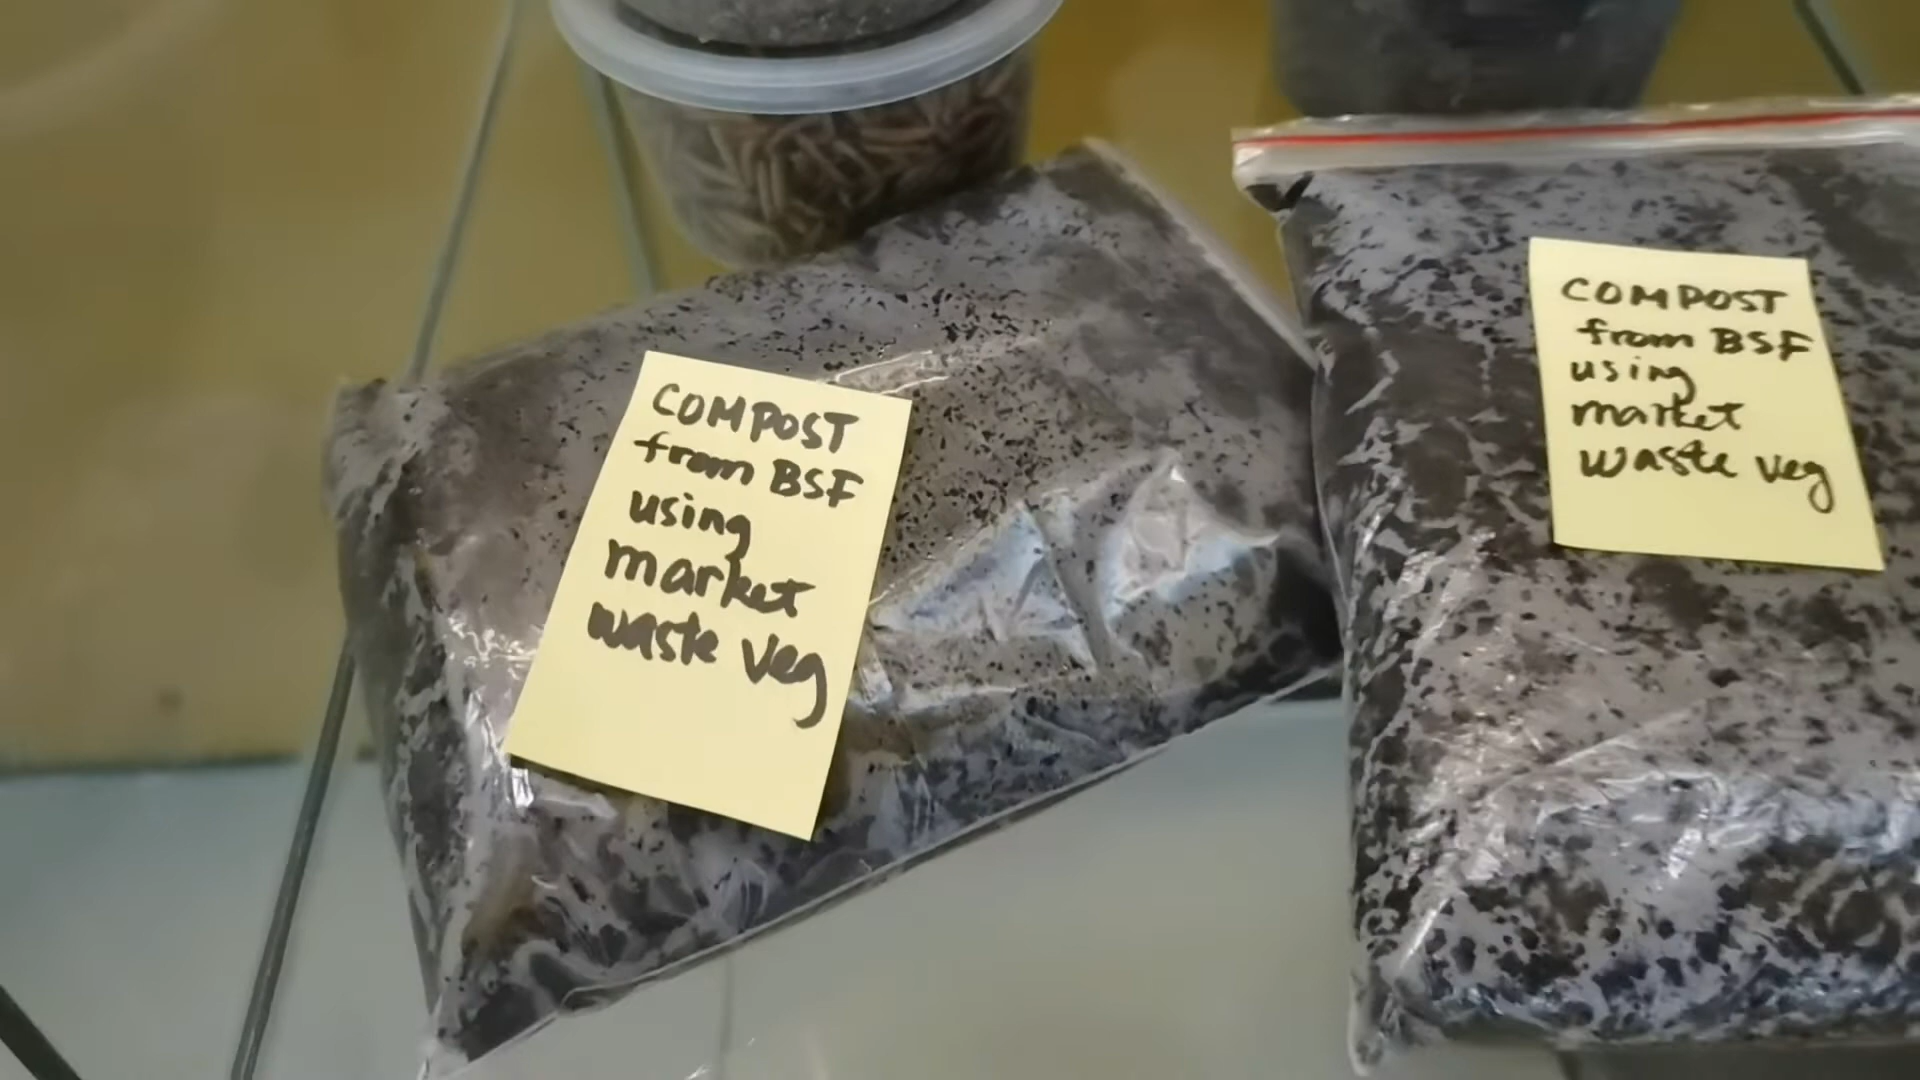 COMPOST
from BSF
using
market
waste veg
COMPOST
from BSF
using
market
waste veg